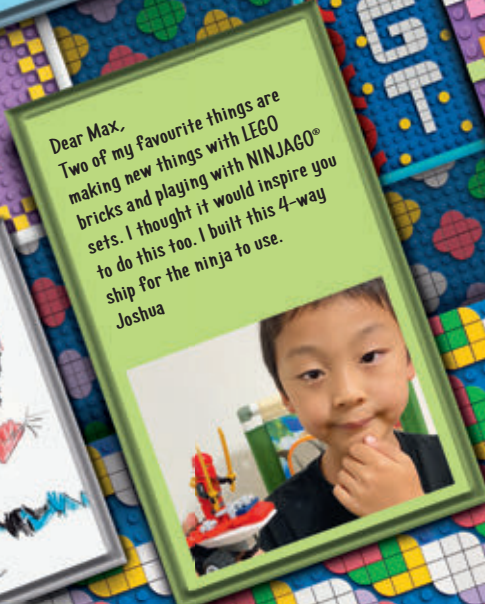 GT
Dear Max,
Two of my favourite things are
making new things with LEGO
bricks and playing with NINJAGO®
sets. I thought it would inspire you
to do this too. I built this 4-way
ship for the ninja to use.
Joshua